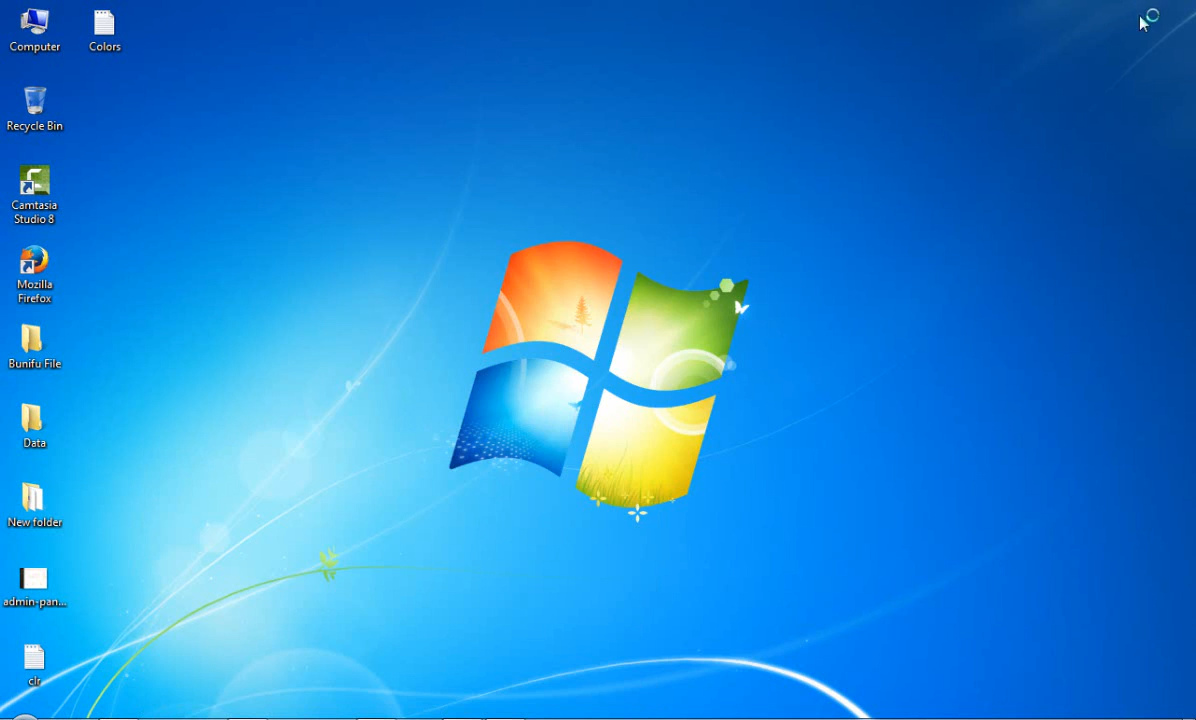 Computer
Colors
Recycle Bin
Camtasia
Studio 8
Mozilla
Firefox
Bunifu File
Data
New folder
admin-pan...
clr